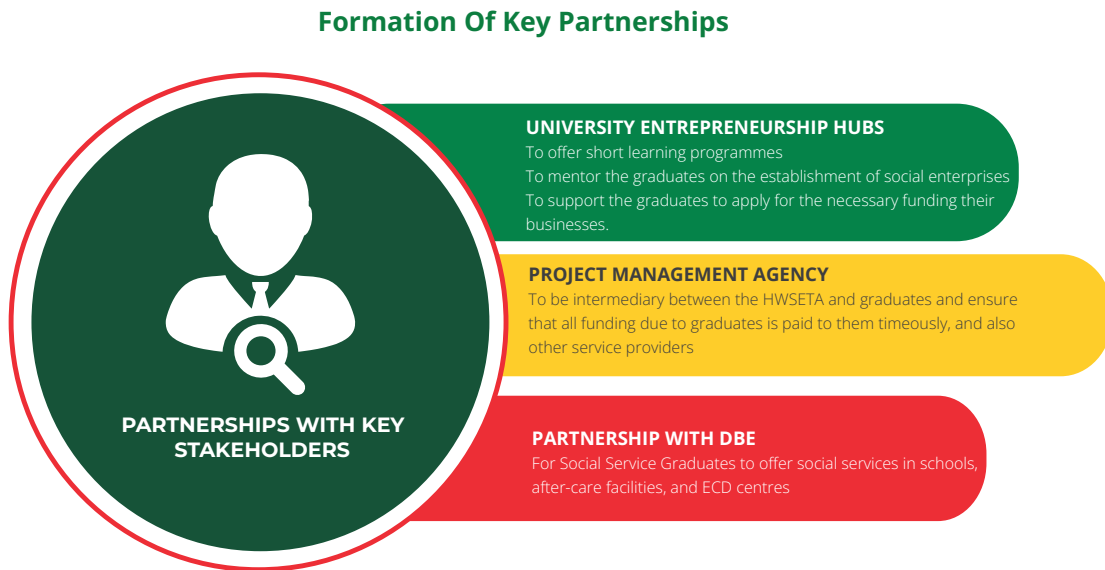 Formation Of Key Partnerships
UNIVERSITY ENTREPRENEURSHIP HUBS
To offer short learning programmes
To mentor the graduates on the establishment of social enterprises
To support the graduates to apply for the necessary funding their
businesses.
PROJECT MANAGEMENT AGENCY
To be intermediary between the HWSETA and graduates and ensure
that all funding due to graduates is paid to them timeously, and also
other service providers
PARTNERSHIPS WITH KEY
STAKEHOLDERS
PARTNERSHIP WITH DBE
For Social Service Graduates to offer social services in schools,
after-care facilities, and ECD centres